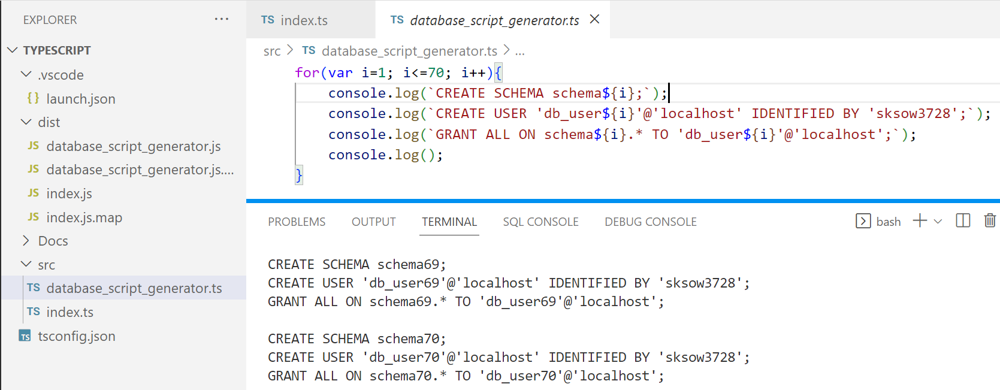 EXPLORER ...
TYPESCRIPT
.vscode
{} launch.json
dist
JS database_script_generator.js
JS database_script_generator.js....
JS index.js
JS index.js.map
Docs
src
TS database_script_generator.ts
TS index.ts
TS tsconfig.json
TS index.ts
TS database_script_generator.ts
src > TS database_script_generator.ts > ...
for(var i=1; i<=70; i++){
console.log(`CREATE SCHEMA schema${i};`);
console.log(`CREATE USER 'db_user${i}'@'localhost' IDENTIFIED BY 'sksow3728';`);
console.log(`GRANT ALL ON schema${i}.* TO 'db_user${i}'@'localhost';`);
console.log();
}
PROBLEMS OUTPUT TERMINAL SQL CONSOLE DEBUG CONSOLE bash
CREATE SCHEMA schema69;
CREATE USER 'db_user69'@'localhost' IDENTIFIED BY 'sksow3728';
GRANT ALL ON schema69.* TO 'db_user69'@'localhost';
CREATE SCHEMA schema70;
CREATE USER 'db_user70'@'localhost' IDENTIFIED BY 'sksow3728';
GRANT ALL ON schema70.* TO 'db_user70'@'localhost';